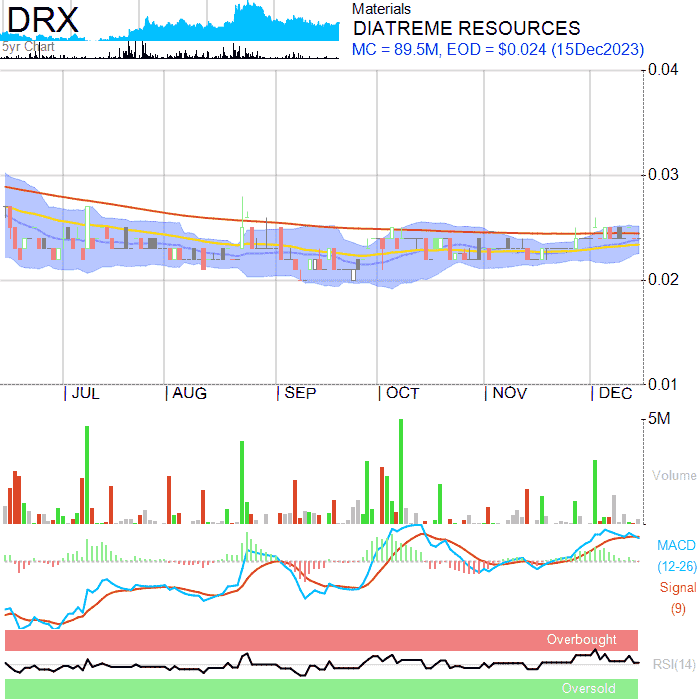 DRX
5yr Chart
Materials
DIATREME RESOURCES
MC = 89.5M, EOD = $0.024 (15Dec2023)
0.04
0.03
0.02
0.01
JUL AUG SEP OCT NOV DEC
5M
Volume
MACD
(12-26)
Signal
(9)
Overbought
RSI(14)
Oversold